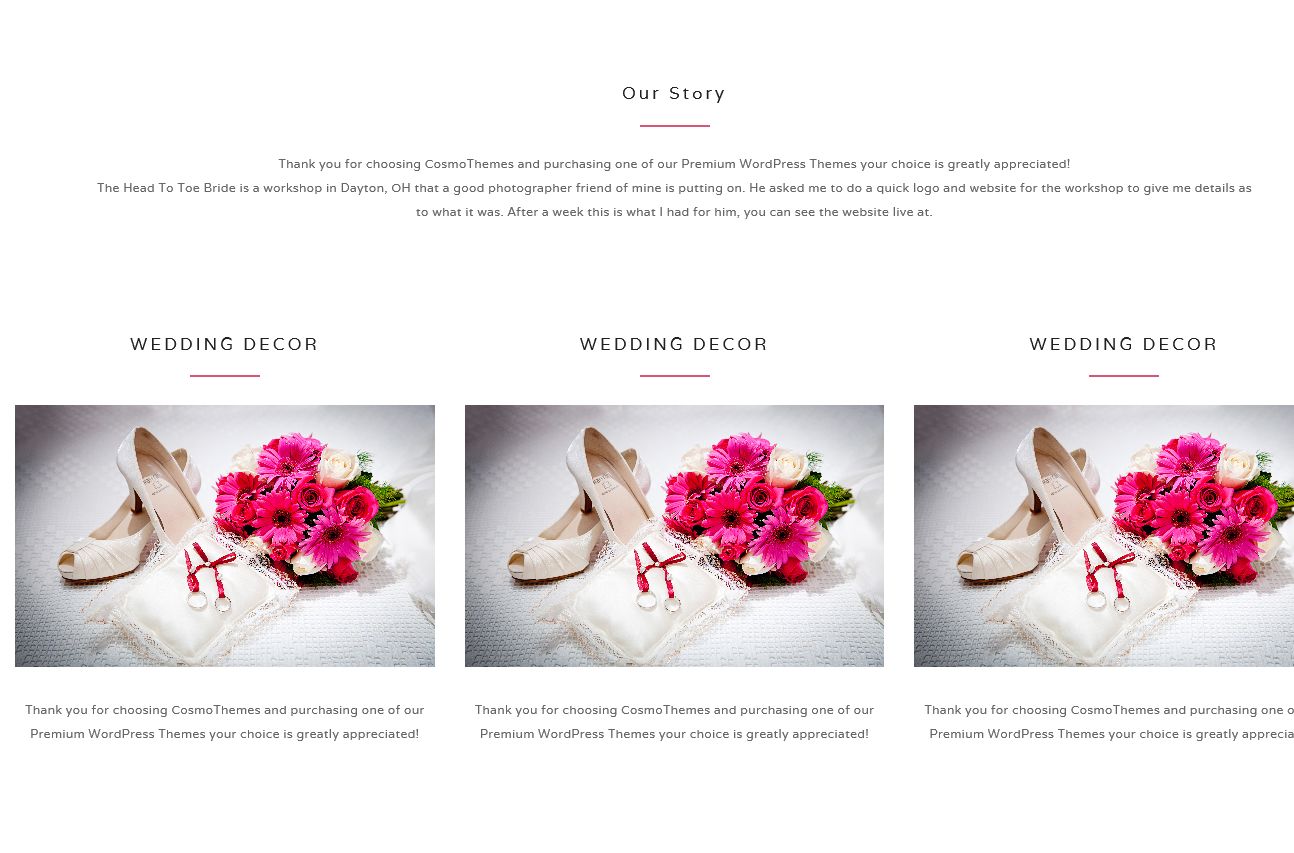 Our Story
Thank you for choosing CosmoThemes and purchasing one of our Premium WordPress Themes your choice is greatly appreciated!
The Head To Toe Bride is a workshop in Dayton, OH that a good photographer friend of mine is putting on. He asked me to do a quick logo and website for the workshop to give me details as
to what it was. After a week this is what I had for him, you can see the website live at.
WEDDING DECOR
Thank you for choosing CosmoThemes and purchasing one of our
Premium WordPress Themes your choice is greatly appreciated!
WEDDING DECOR
Thank you for choosing CosmoThemes and purchasing one of our
Premium WordPress Themes your choice is greatly appreciated!
WEDDING DECOR
Thank you for choosing CosmoThemes and purchasing one o
Premium WordPress Themes your choice is greatly apprecia